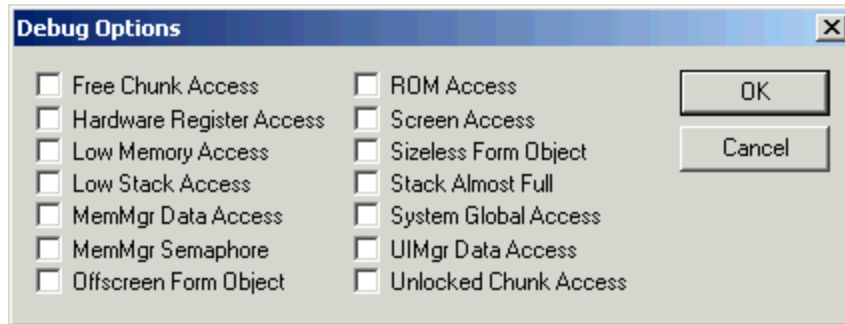 Debug Options
Free Chunk Access
Hardware Register Access
Low Memory Access
Low Stack Access
MemMgr Data Access
MemMgr Semaphore
Offscreen Form Object
ROM Access
Screen Access
Sizeless Form Object
Stack Almost Full
System Global Access
UIMgr Data Access
Unlocked Chunk Access
OK
Cancel